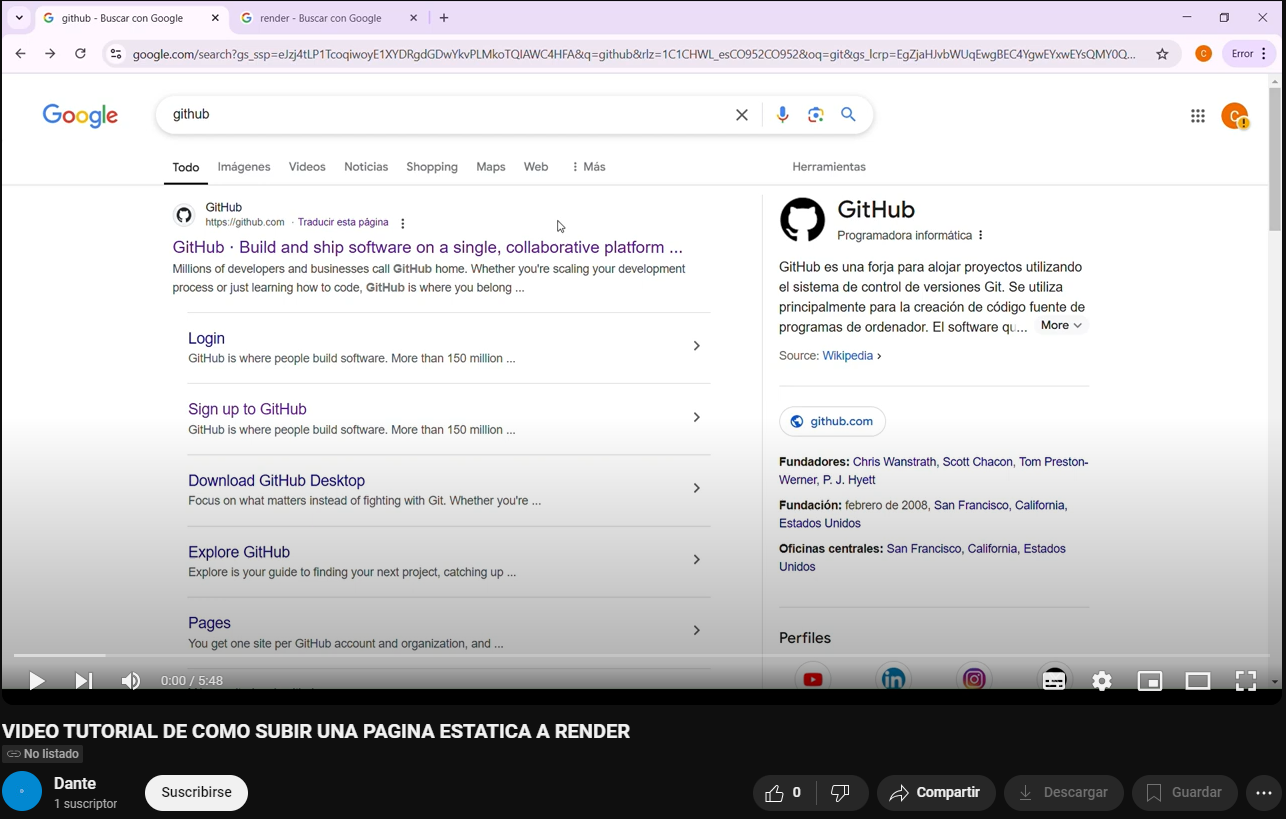 github - Buscar con Google
render - Buscar con Google
google.com/search?gs_ssp=eJzj4tLP1TcoqiwoyE1XYDRgdGDwYkvPLMkoTQIAWC4HFA&q=github&rlz=1C1CHWL_esCO952CO952&oq=git&gs_lcrp=EgZjaHJvbWUqEwgBEC4YgwEYxwEYsQMY0Q...
C
Error
Google
github
C
Todo
Imágenes
Videos
Noticias
Shopping
Maps
Web
Más
Herramientas
GitHub
https://github.com · Traducir esta página
GitHub · Build and ship software on a single, collaborative platform ...
Millions of developers and businesses call GitHub home. Whether you're scaling your development
process or just learning how to code, GitHub is where you belong ...
Login
GitHub is where people build software. More than 150 million ...
Sign up to GitHub
GitHub is where people build software. More than 150 million ...
Download GitHub Desktop
Focus on what matters instead of fighting with Git. Whether you're ...
Explore GitHub
Explore is your guide to finding your next project, catching up ...
Pages
You get one site per GitHub account and organization, and ...
GitHub
Programadora informática
GitHub es una forja para alojar proyectos utilizando
el sistema de control de versiones Git. Se utiliza
principalmente para la creación de código fuente de
programas de ordenador. El software qu... More
Source: Wikipedia
github.com
Fundadores: Chris Wanstrath, Scott Chacon, Tom Preston-
Werner, P. J. Hyett
Fundación: febrero de 2008, San Francisco, California,
Estados Unidos
Oficinas centrales: San Francisco, California, Estados
Unidos
Perfiles
in
0:00 / 5:48
VIDEO TUTORIAL DE COMO SUBIR UNA PAGINA ESTATICA A RENDER
No listado
Dante
1 suscriptor
Suscribirse
0
Compartir
Descargar
Guardar